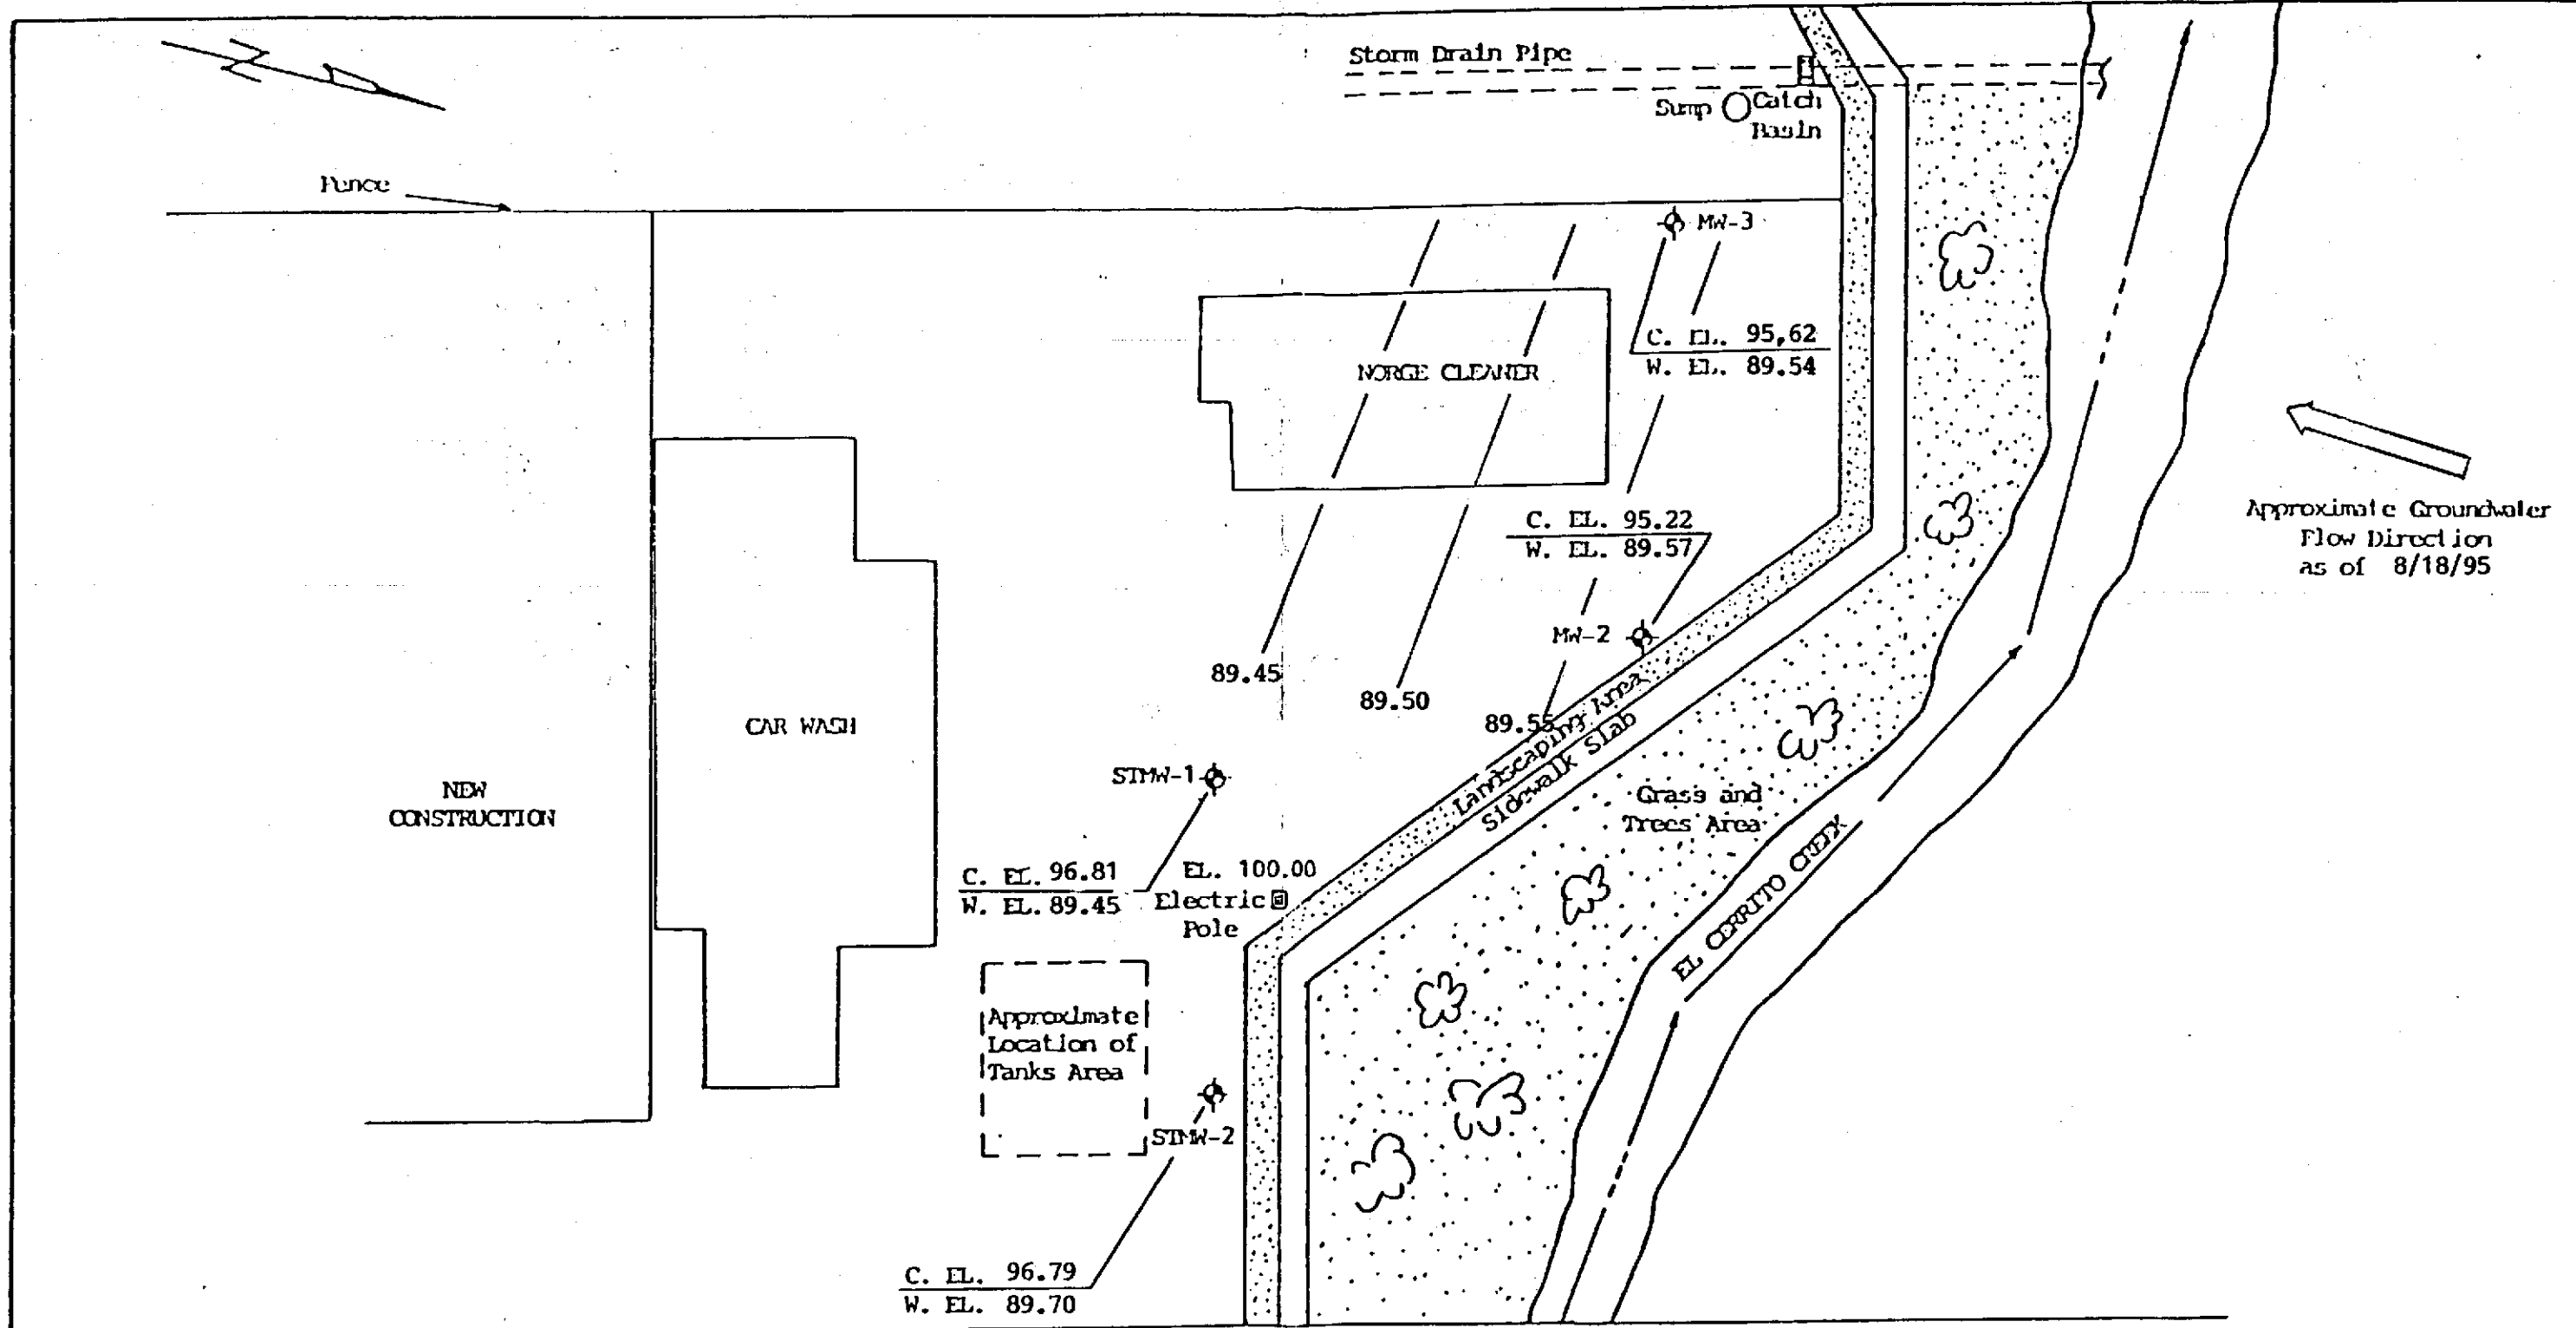 Storm Drain Pipe
Sump
Catch
Basin
Fence
MW-3
C. EL. 95,62
W. EL. 89.54
NORGE CLEANER
C. EL. 95.22
W. EL. 89.57
Approximate Groundwater
Flow Direction
as of 8/18/95
MW-2
89.45
89.50
89.55
Landscaping Area
Sidewalk Slab
CAR WASH
STMW-1
NEW
CONSTRUCTION
Grass and
Trees Area
EL CERRITO CREEK
C. EL. 96.81
W. EL. 89.45
EL. 100.00
Electric
Pole
Approximate
Location of
Tanks Area
STMW-2
C. EL. 96.79
W. EL. 89.70